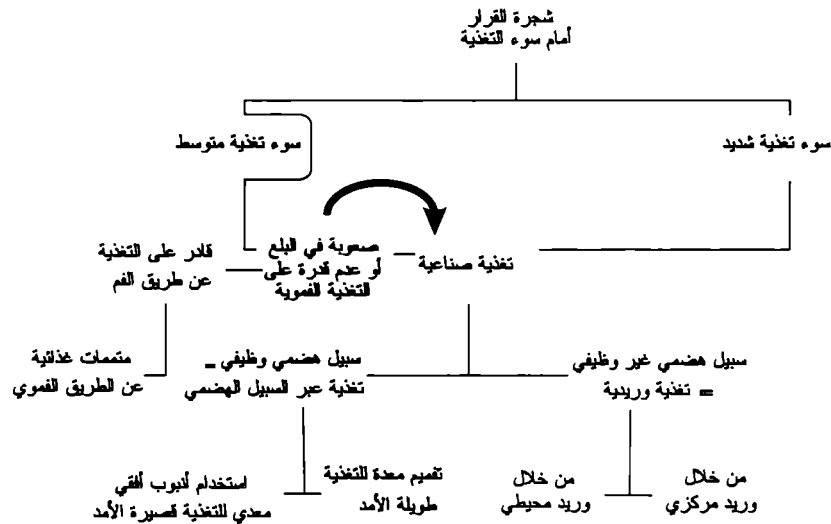 شجرة القرار
أمام سوء التغذية
سوء تغذية متوسط
سوء تغذية شديد
قادر على التغذية
عن طريق الفم
صعوبة في البلع
أو عدم قدرة على
التغذية الفموية
تغذية صناعية
متممات غذائية
عن الطريق الفموي
سبيل هضمي وظيفي =
تغذية عبر السبيل الهضمي
سبيل هضمي غير وظيفي
= تغذية وريدية
استخدام أنبوب أفقي
معدي للتغذية قصيرة الأمد
تفميم معدة للتغذية
طويلة الأمد
من خلال
وريد محيطي
من خلال
وريد مركزي